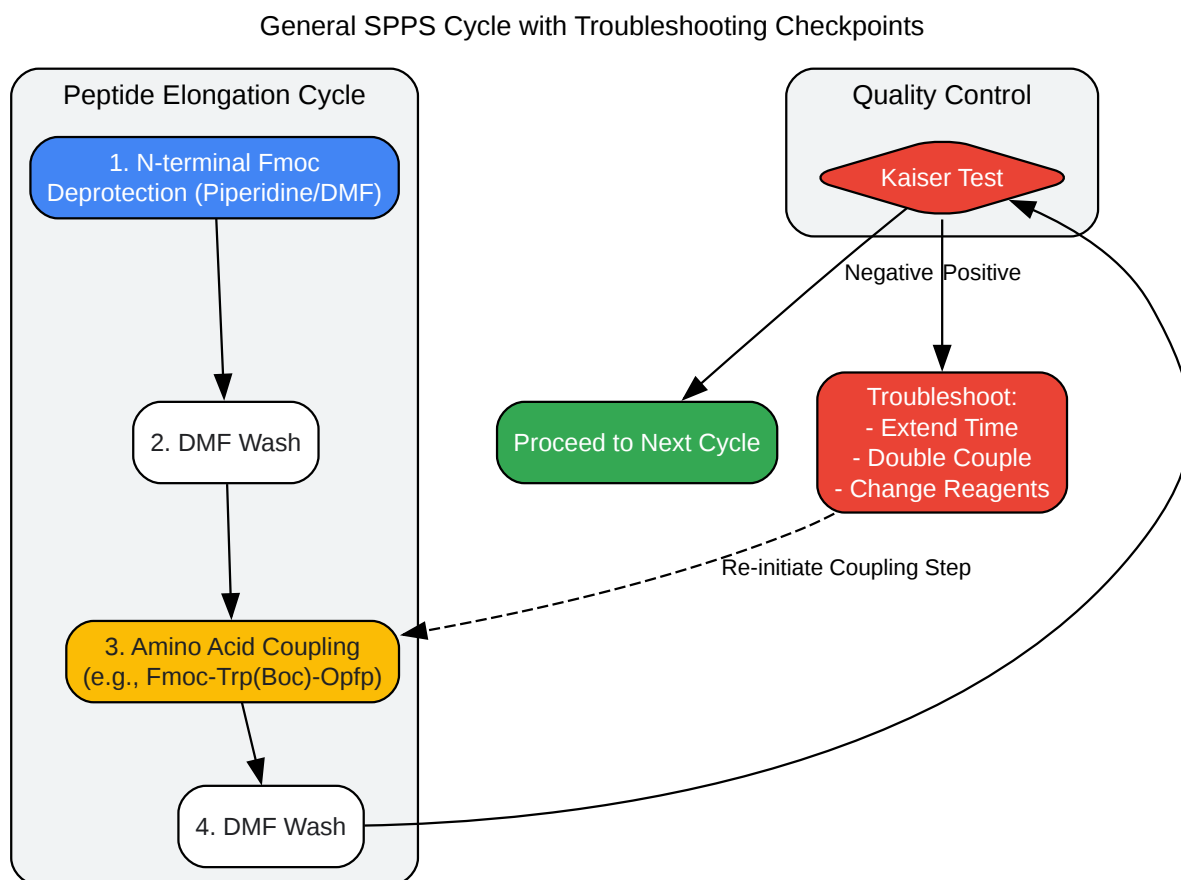 General SPPS Cycle with Troubleshooting Checkpoints
Peptide Elongation Cycle
1. N-terminal Fmoc
Deprotection (Piperidine/DMF)
2. DMF Wash
3. Amino Acid Coupling
(e.g., Fmoc-Trp(Boc)-Opfp)
4. DMF Wash
Quality Control
Kaiser Test
Negative
Positive
Proceed to Next Cycle
Troubleshoot:
- Extend Time
- Double Couple
- Change Reagents
Re-initiate Coupling Step